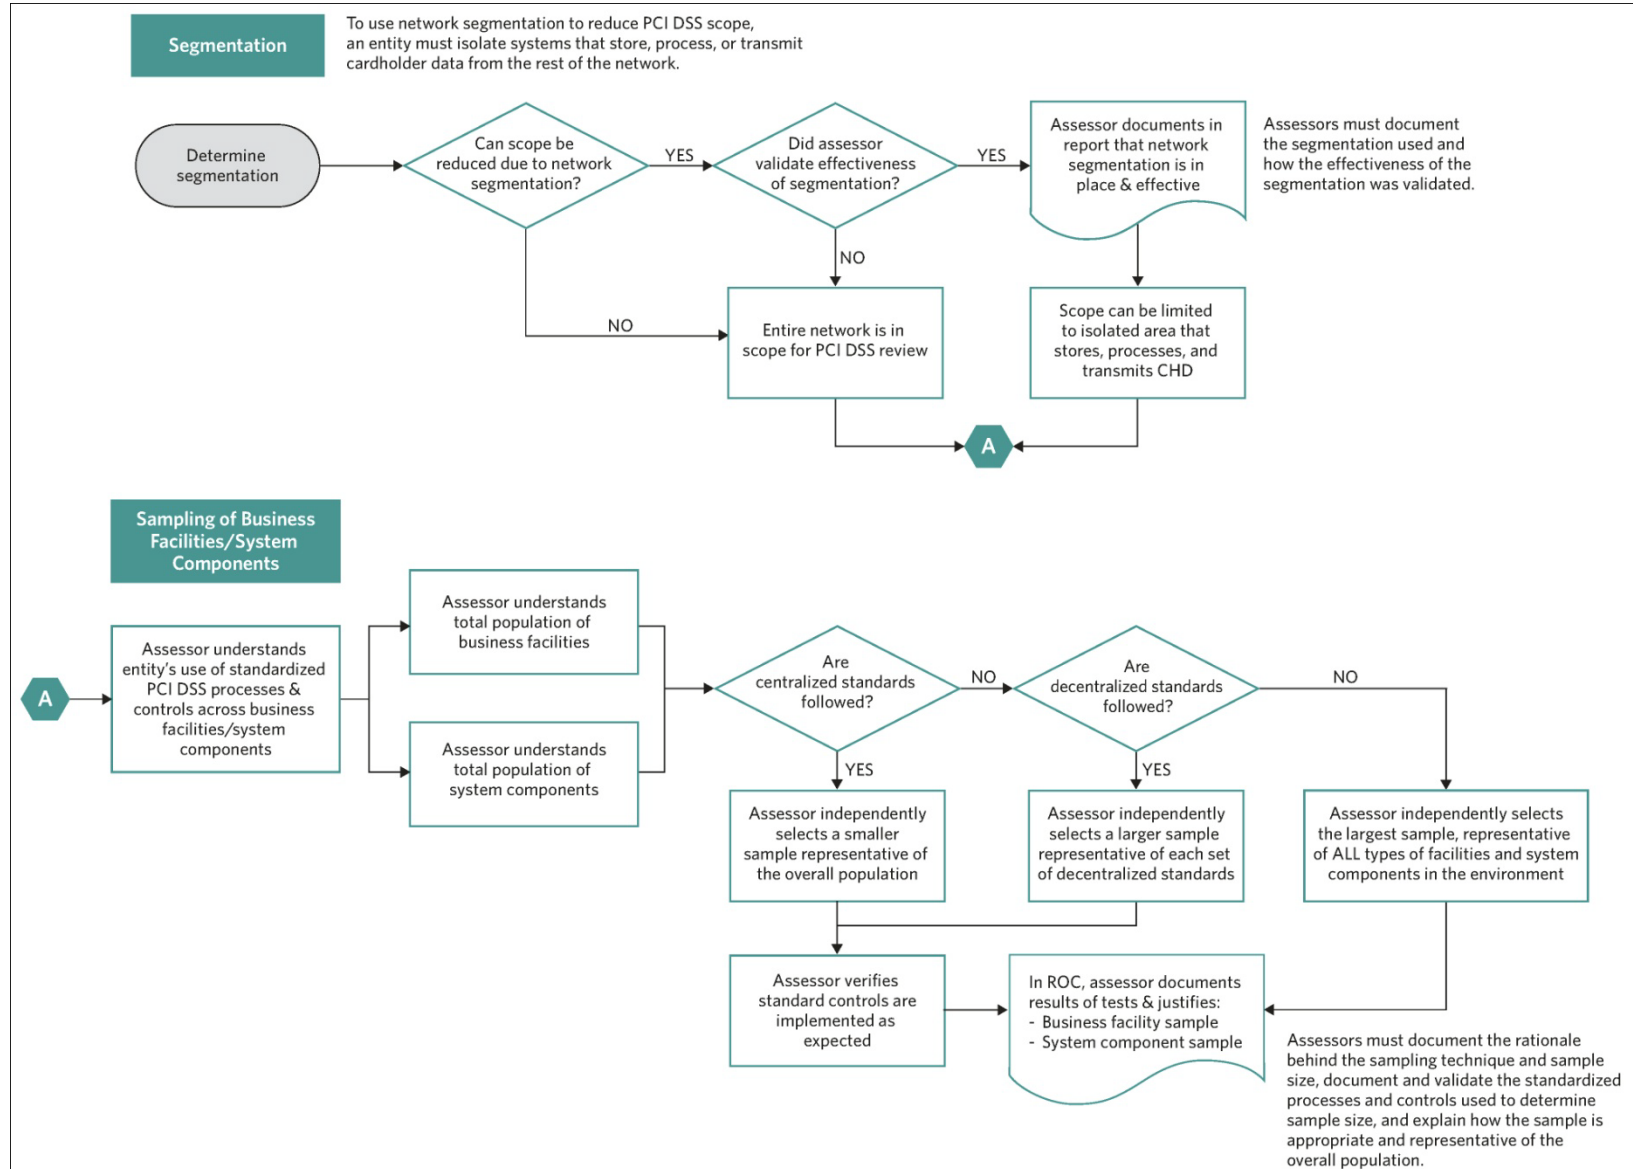 Segmentation
To use network segmentation to reduce PCI DSS scope,
an entity must isolate systems that store, process, or transmit
cardholder data from the rest of the network.
Determine
segmentation
Can scope be
reduced due to network
segmentation?
YES
Did assessor
validate effectiveness
of segmentation?
YES
Assessor documents in
report that network
segmentation is in
place & effective
Assessors must document
the segmentation used and
how the effectiveness of the
segmentation was validated.
NO
NO
Entire network is in
scope for PCI DSS review
Scope can be limited
to isolated area that
stores, processes, and
transmits CHD
A
Sampling of Business
Facilities/System
Components
A
Assessor understands
entity's use of standardized
PCI DSS processes &
controls across business
facilities/system
components
Assessor understands
total population of
business facilities
Assessor understands
total population of
system components
Are
centralized standards
followed?
NO
Are
decentralized standards
followed?
NO
YES
YES
Assessor independently
selects a smaller
sample representative of
the overall population
Assessor independently
selects a larger sample
representative of each set
of decentralized standards
Assessor independently selects
the largest sample, representative
of ALL types of facilities and system
components in the environment
Assessor verifies
standard controls are
implemented as
expected
In ROC, assessor documents
results of tests & justifies:
- Business facility sample
- System component sample
Assessors must document the rationale
behind the sampling technique and sample
size, document and validate the standardized
processes and controls used to determine
sample size, and explain how the sample is
appropriate and representative of the
overall population.